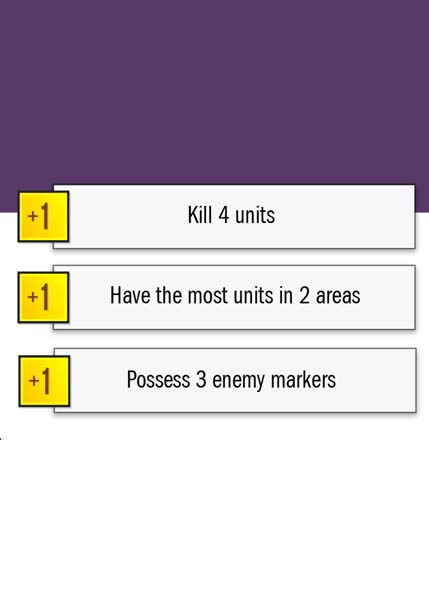 +1 Kill 4 units
+1 Have the most units in 2 areas
+1 Possess 3 enemy markers